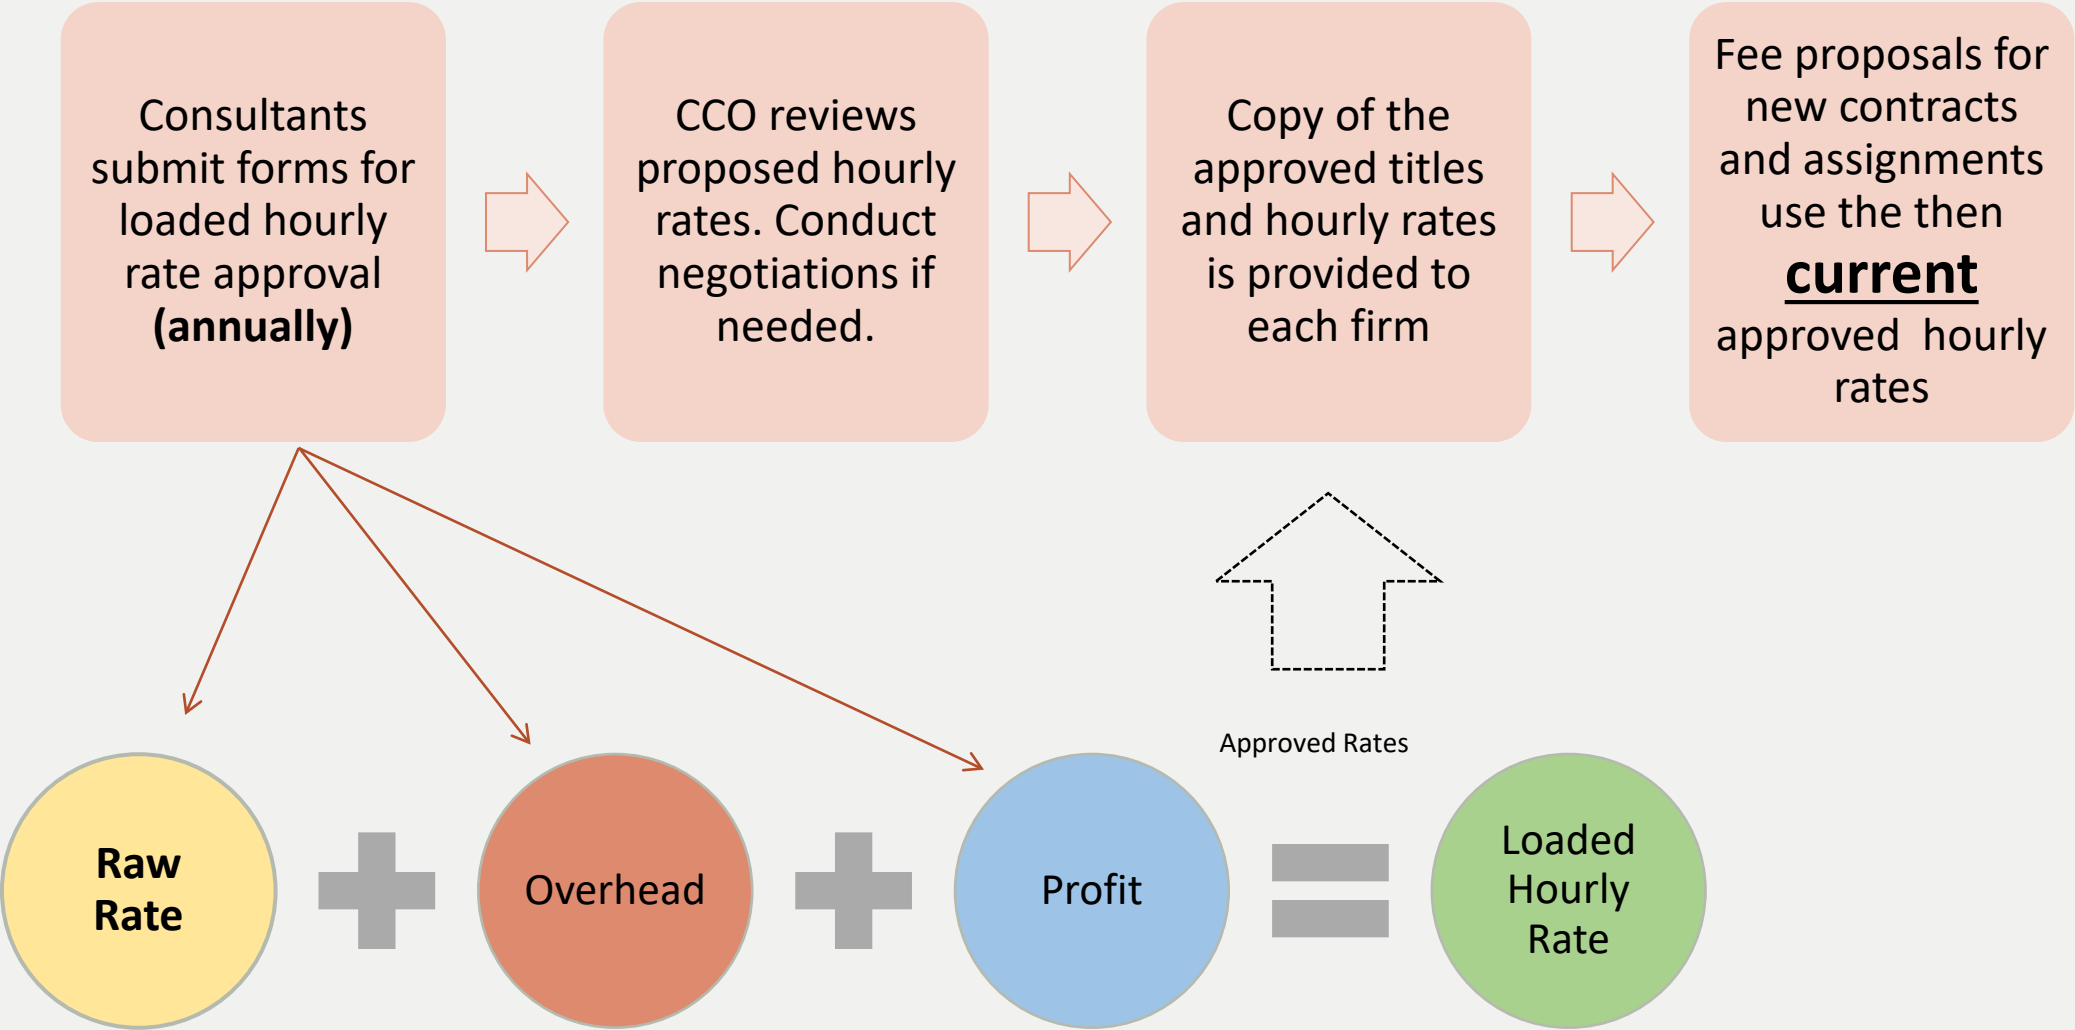 Consultants
submit forms for
loaded hourly
rate approval
(annually)
CCO reviews
proposed hourly
rates. Conduct
negotiations if
needed.
Copy of the
approved titles
and hourly rates
is provided to
each firm
Fee proposals for
new contracts
and assignments
use the then
current
approved  hourly
rates
Approved Rates
Raw
Rate
Overhead
Profit
Loaded
Hourly
Rate